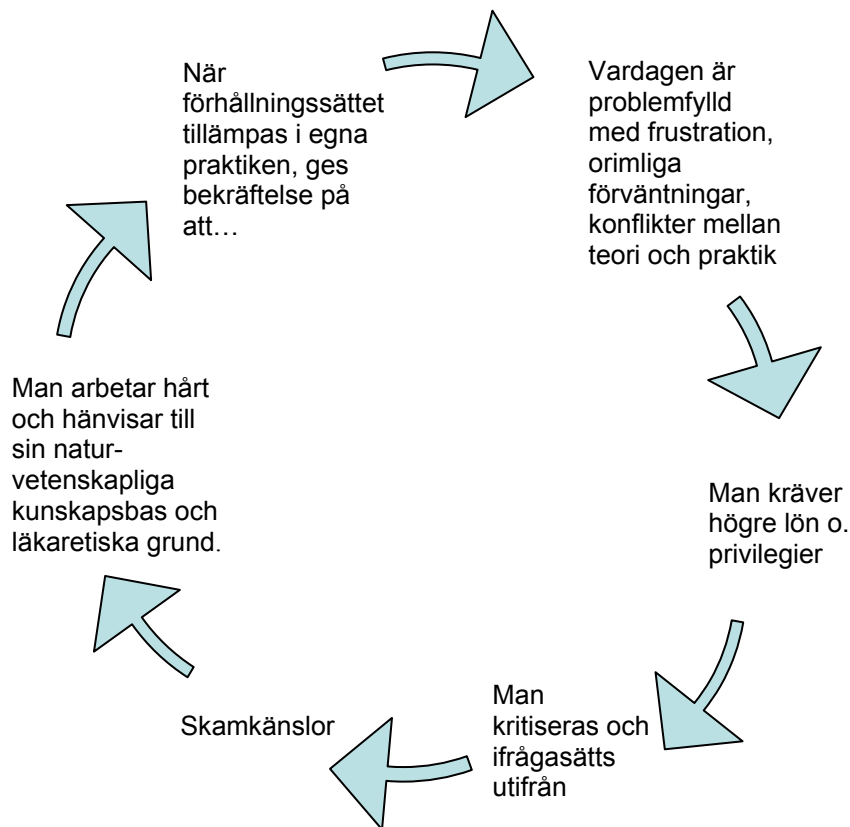 När
förhållningssättet
tillämpas i egna
praktiken, ges
bekräftelse på
att…
Vardagen är
problemfylld
med frustration,
orimliga
förväntningar,
konflikter mellan
teori och praktik
Man kräver
högre lön o.
privilegier
Man
kritiseras och
ifrågasätts
utifrån
Skamkänslor
Man arbetar hårt
och hänvisar till
sin natur-
vetenskapliga
kunskapsbas och
läkaretiska grund.